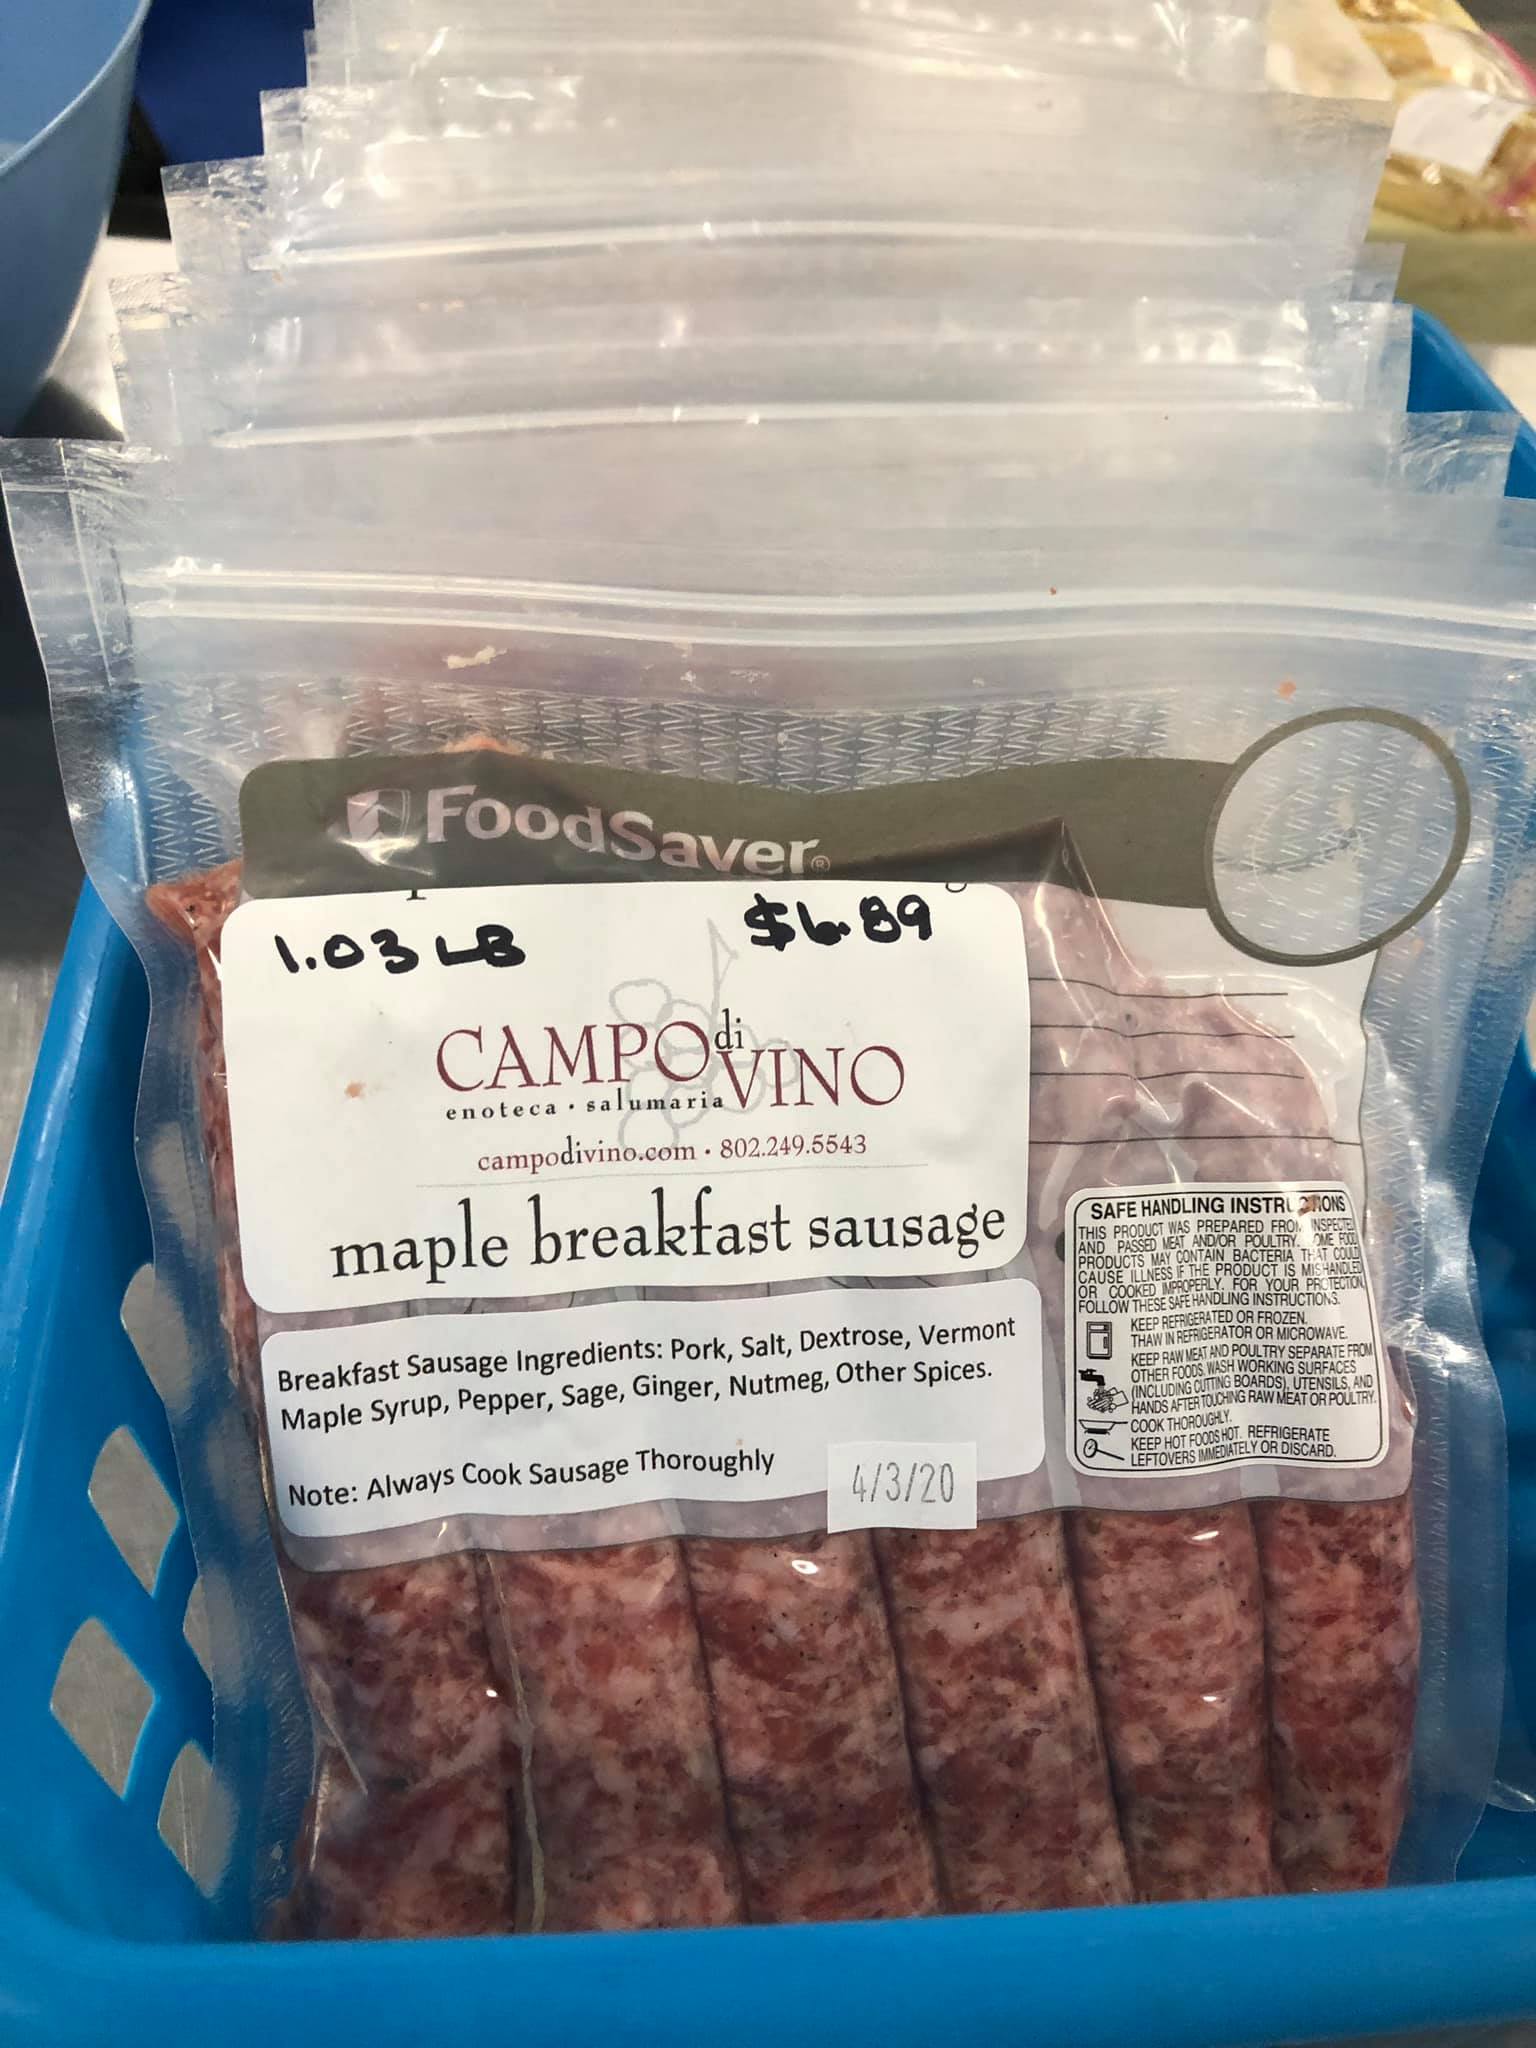 FoodSaver®
1.03 LB $6.89
CAMPO di VINO
enoteca • salumaria
campodivino.com • 802.249.5543
maple breakfast sausage
Breakfast Sausage Ingredients: Pork, Salt, Dextrose, Vermont
Maple Syrup, Pepper, Sage, Ginger, Nutmeg, Other Spices.
Note: Always Cook Sausage Thoroughly
4/3/20
SAFE HANDLING INSTRUCTIONS
THIS PRODUCT WAS PREPARED FROM INSPECTED
AND PASSED MEAT AND/OR POULTRY. SOME FOOD
PRODUCTS MAY CONTAIN BACTERIA THAT COULD
CAUSE ILLNESS IF THE PRODUCT IS MISHANDLED
OR COOKED IMPROPERLY. FOR YOUR PROTECTION,
FOLLOW THESE SAFE HANDLING INSTRUCTIONS.
KEEP REFRIGERATED OR FROZEN.
THAW IN REFRIGERATOR OR MICROWAVE.
KEEP RAW MEAT AND POULTRY SEPARATE FROM
OTHER FOODS. WASH WORKING SURFACES
(INCLUDING CUTTING BOARDS), UTENSILS, AND
HANDS AFTER TOUCHING RAW MEAT OR POULTRY.
COOK THOROUGHLY.
KEEP HOT FOODS HOT. REFRIGERATE
LEFTOVERS IMMEDIATELY OR DISCARD.